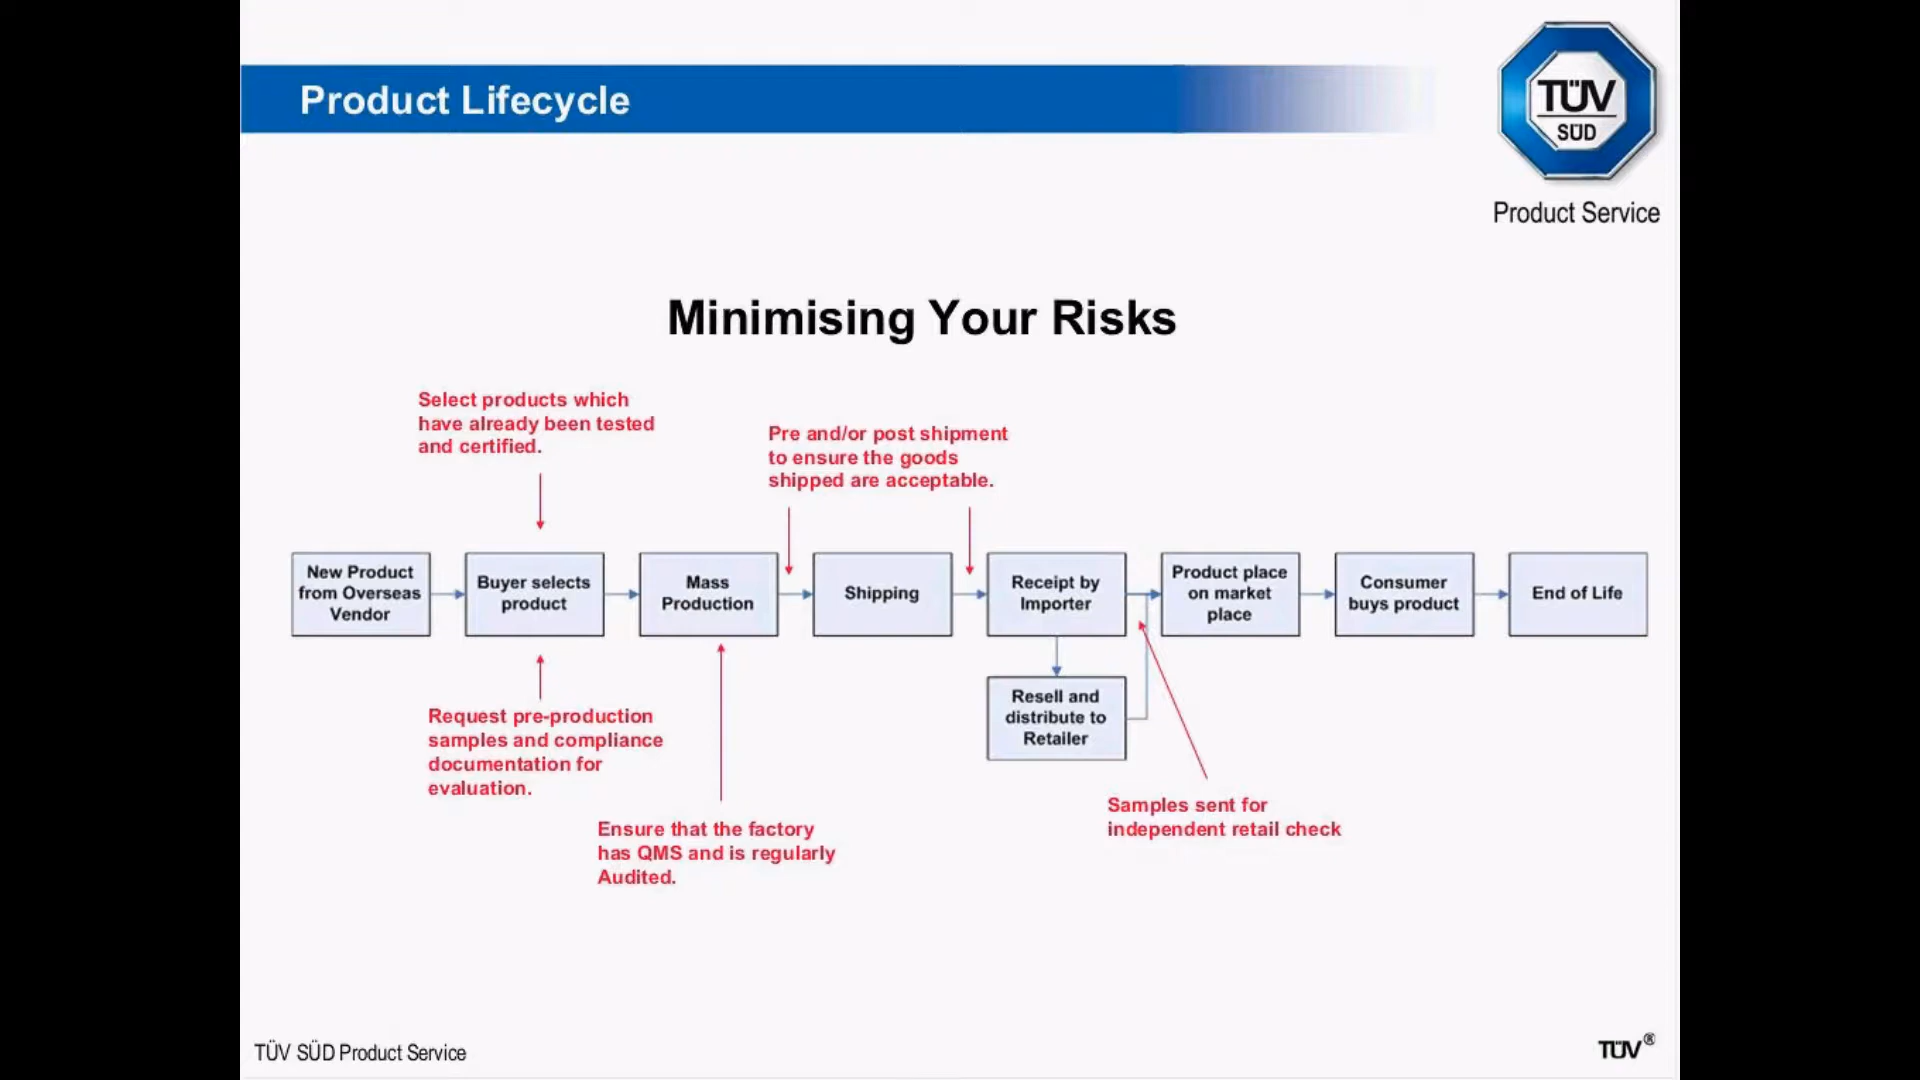 Product Lifecycle
TÜV
SÜD
Product Service
Minimising Your Risks
Select products which
have already been tested
and certified.
Pre and/or post shipment
to ensure the goods
shipped are acceptable.
New Product
from Overseas
Vendor
Buyer selects
product
Mass
Production
Shipping
Receipt by
Importer
Product place
on market
place
Consumer
buys product
End of Life
Resell and
distribute to
Retailer
Request pre-production
samples and compliance
documentation for
evaluation.
Ensure that the factory
has QMS and is regularly
Audited.
Samples sent for
independent retail check
TÜV SÜD Product Service
TÜV®